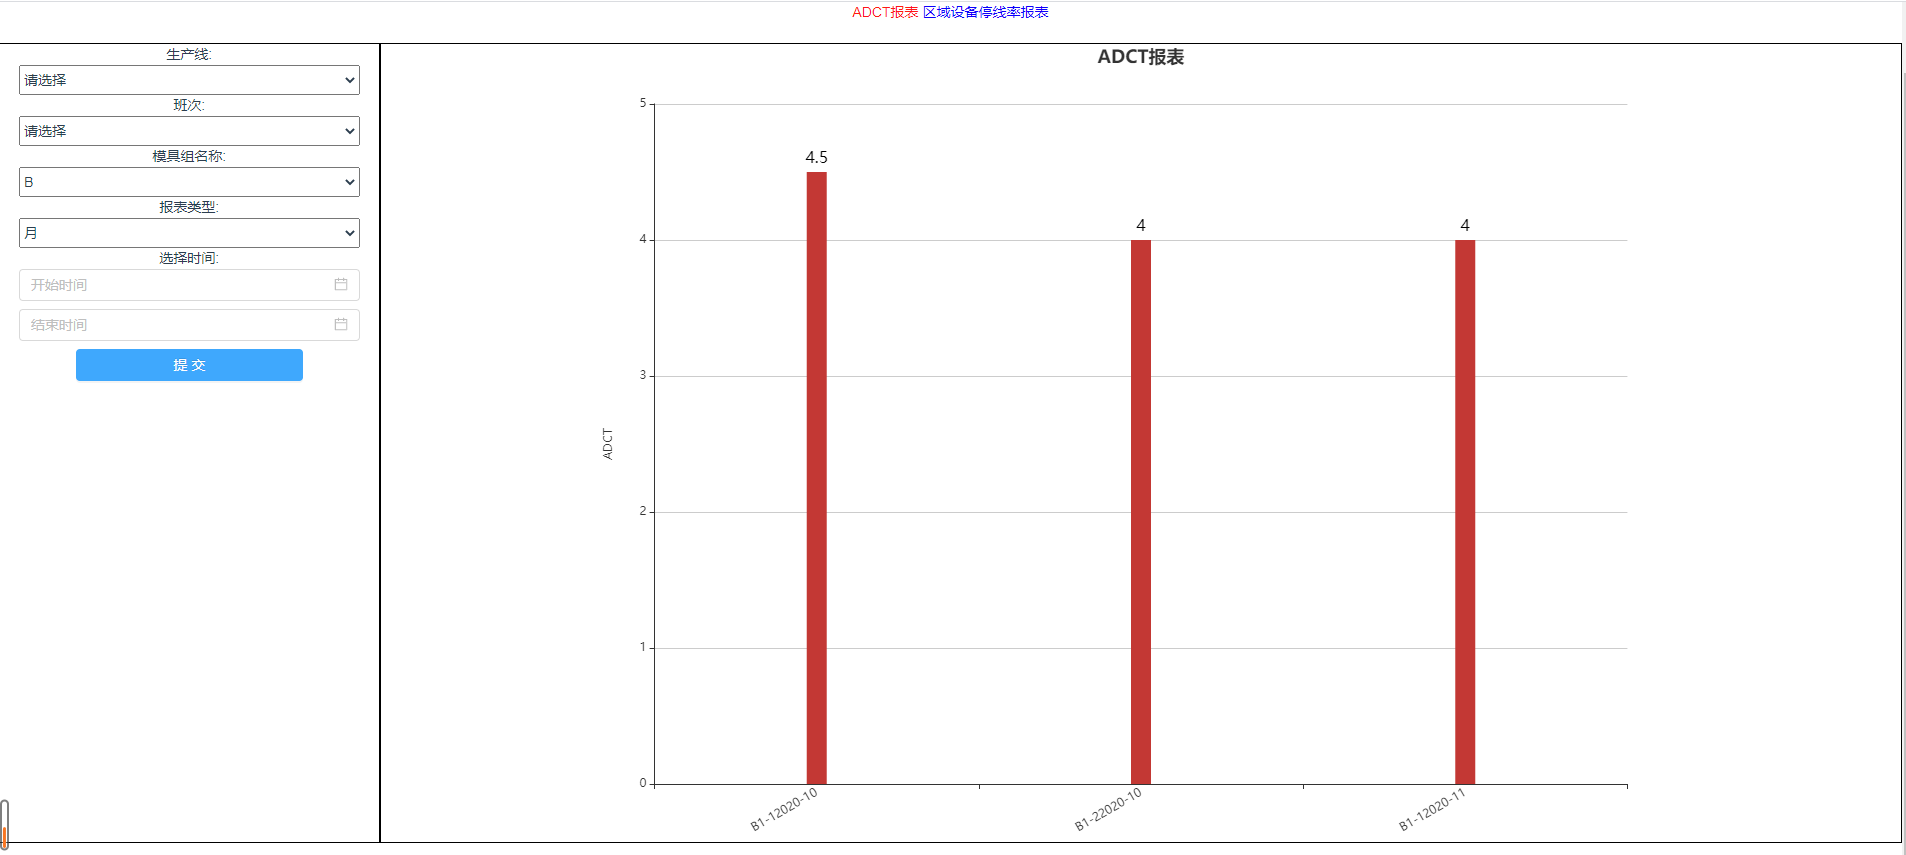 ADCT报表 区域设备停线率报表
生产线:
请选择
班次:
请选择
模具组名称:
B
报表类型:
月
选择时间:
开始时间
结束时间
提 交
ADCT报表
5
4
3
2
1
0
ADCT
4.5
4
4
B1-12020-10
B1-22020-10
B1-12020-11